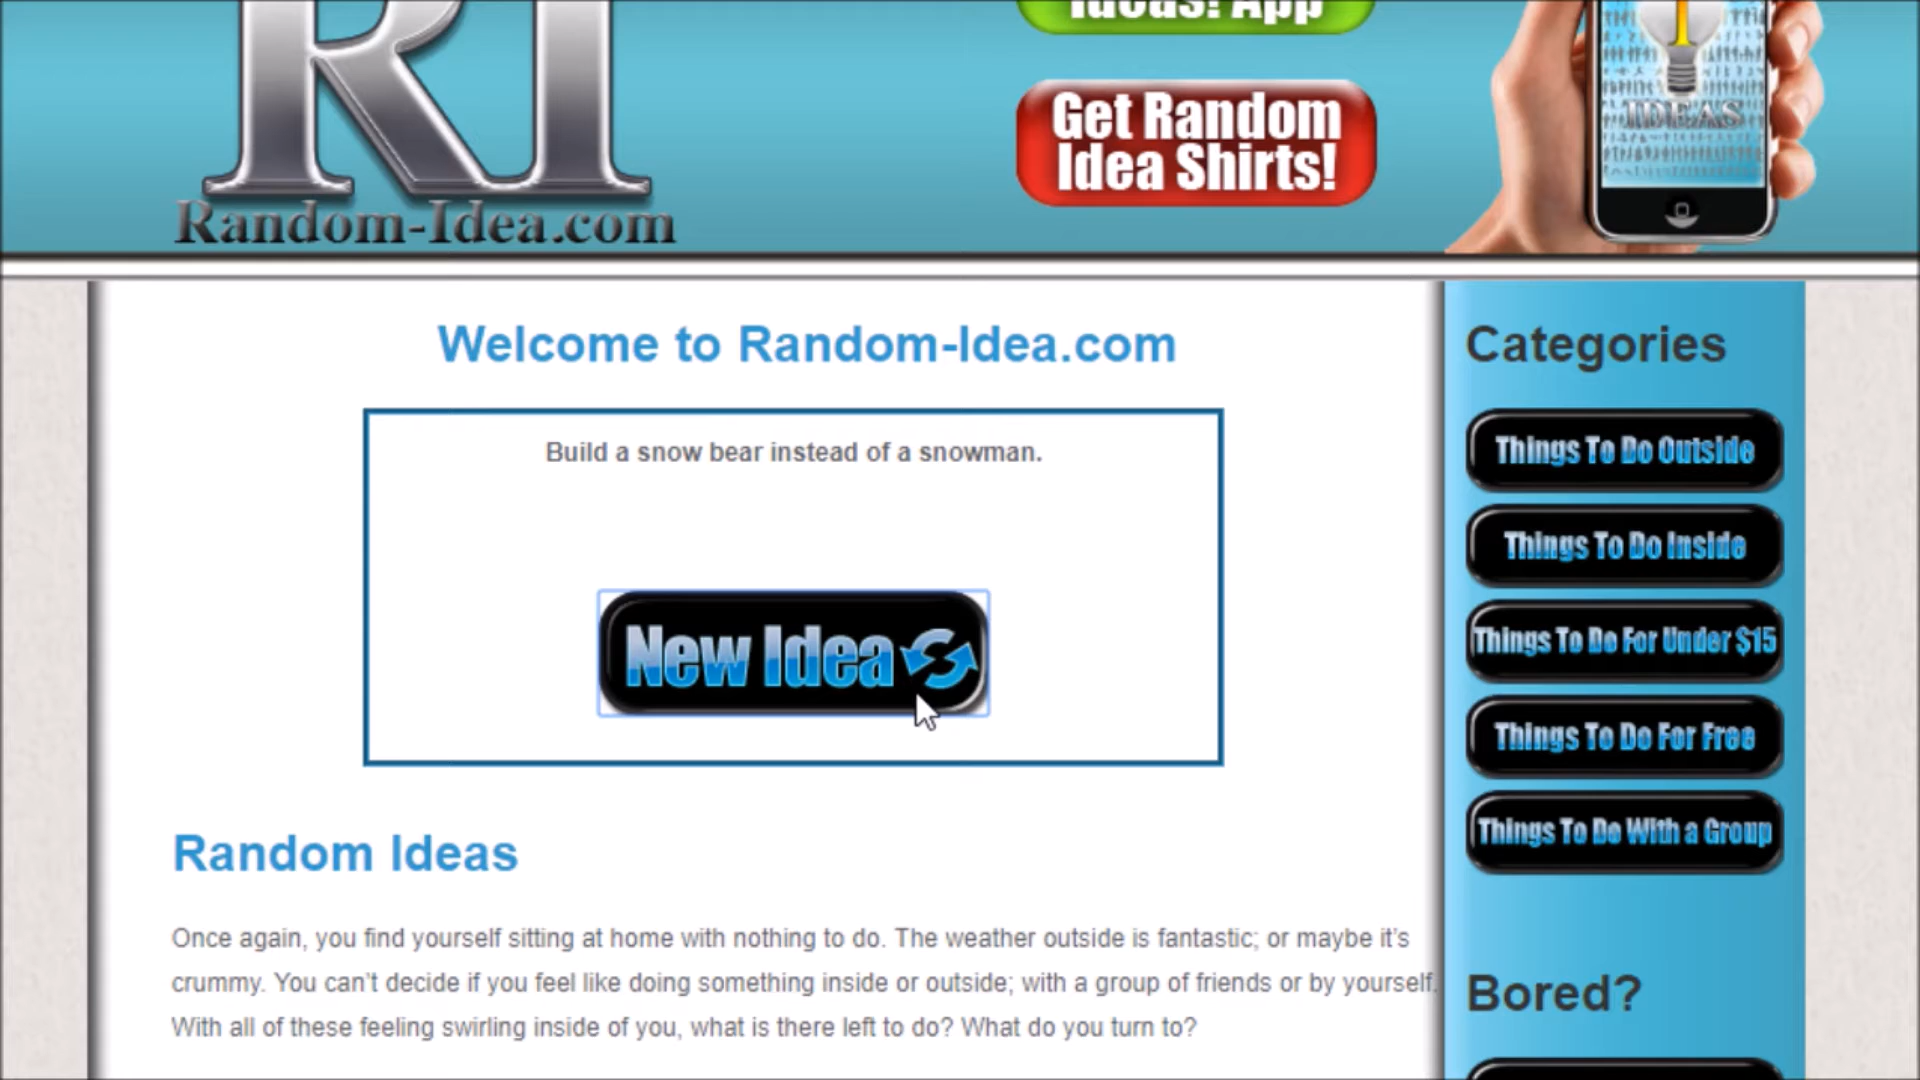 RI
Random-Idea.com
Ideas! App
Get Random
Idea Shirts!
IDEAS
Welcome to Random-Idea.com
Build a snow bear instead of a snowman.
New Idea
Random Ideas
Once again, you find yourself sitting at home with nothing to do. The weather outside is fantastic; or maybe it's
crummy. You can't decide if you feel like doing something inside or outside; with a group of friends or by yourself.
With all of these feeling swirling inside of you, what is there left to do? What do you turn to?
Categories
Things To Do Outside
Things To Do Inside
Things To Do For Under $15
Things To Do For Free
Things To Do With a Group
Bored?